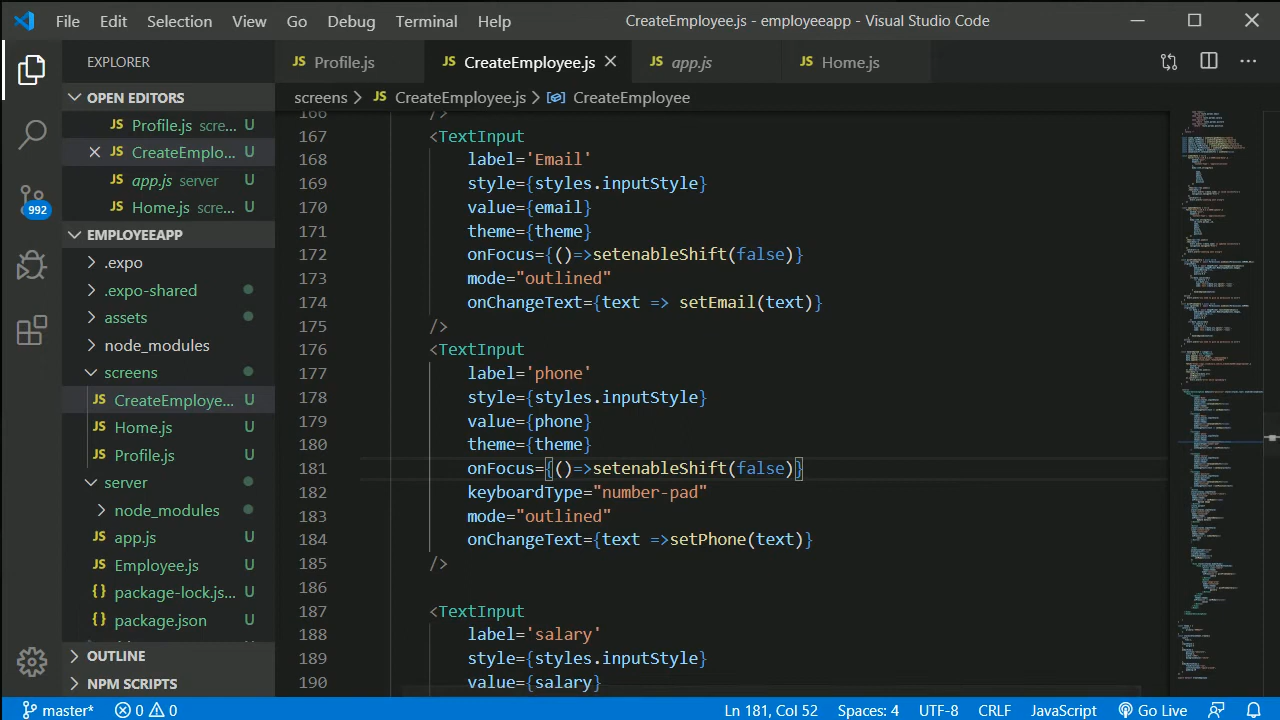 File Edit Selection View Go Debug Terminal Help CreateEmployee.js - employeeapp - Visual Studio Code
EXPLORER
JS Profile.js JS CreateEmployee.js JS app.js JS Home.js
OPEN EDITORS
JS Profile.js scre... U
JS CreateEmplo... U
JS app.js server U
JS Home.js scre... U
992
EMPLOYEEAPP
.expo
.expo-shared
assets
node_modules
screens
JS CreateEmploye... U
JS Home.js U
JS Profile.js U
server
node_modules
JS app.js U
JS Employee.js U
{} package-lock.js... U
{} package.json U
OUTLINE
NPM SCRIPTS
screens > JS CreateEmployee.js > CreateEmployee
166 />
167 <TextInput
168 label='Email'
169 style={styles.inputStyle}
170 value={email}
171 theme={theme}
172 onFocus={()=>setenableShift(false)}
173 mode="outlined"
174 onChangeText={text => setEmail(text)}
175 />
176 <TextInput
177 label='phone'
178 style={styles.inputStyle}
179 value={phone}
180 theme={theme}
181 onFocus={()=>setenableShift(false)}
182 keyboardType="number-pad"
183 mode="outlined"
184 onChangeText={text =>setPhone(text)}
185 />
186
187 <TextInput
188 label='salary'
189 style={styles.inputStyle}
190 value={salary}
master* 0 0 Ln 181, Col 52 Spaces: 4 UTF-8 CRLF JavaScript Go Live